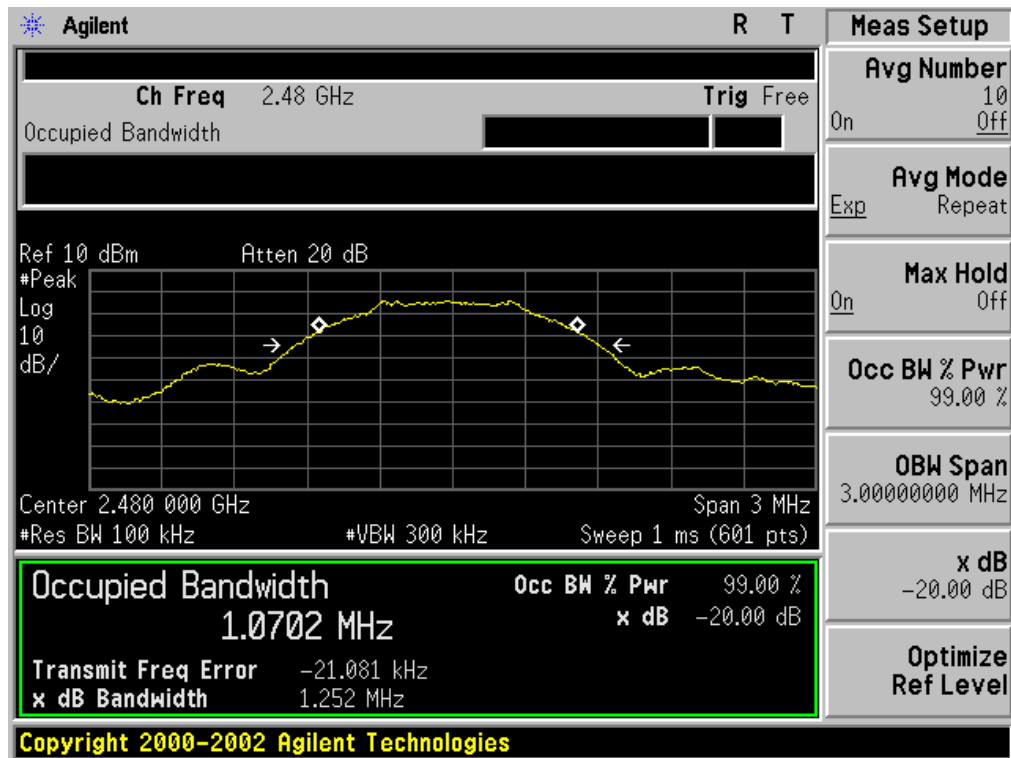 Agilent R T
Ch Freq 2.48 GHz Trig Free
Occupied Bandwidth
Ref 10 dBm Atten 20 dB
#Peak
Log
10
dB/
Center 2.480 000 GHz Span 3 MHz
#Res BW 100 kHz #VBW 300 kHz Sweep 1 ms (601 pts)
Occupied Bandwidth Occ BW % Pwr 99.00 %
1.0702 MHz x dB -20.00 dB
Transmit Freq Error -21.081 kHz
x dB Bandwidth 1.252 MHz
Copyright 2000-2002 Agilent Technologies
Meas Setup
Avg Number
10
On Off
Avg Mode
Exp Repeat
Max Hold
On Off
Occ BW % Pwr
99.00 %
OBW Span
3.00000000 MHz
x dB
-20.00 dB
Optimize
Ref Level